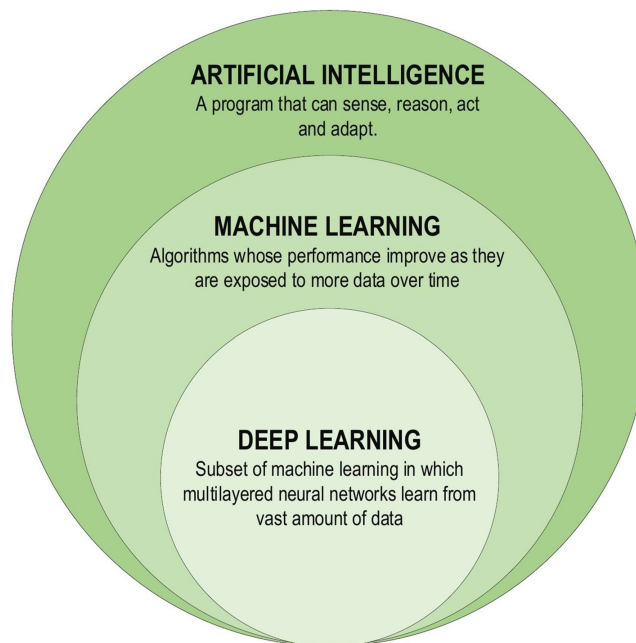 ARTIFICIAL INTELLIGENCE
A program that can sense, reason, act
and adapt.
MACHINE LEARNING
Algorithms whose performance improve as they
are exposed to more data over time
DEEP LEARNING
Subset of machine learning in which
multilayered neural networks learn from
vast amount of data